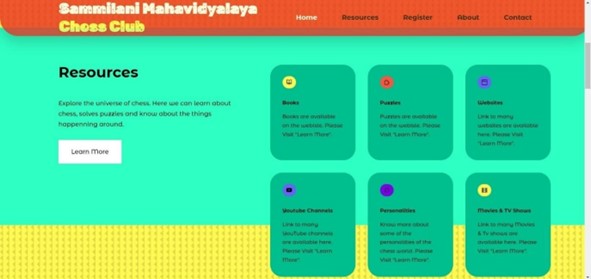 Sammilani Mahavidyalaya
Chess Club
Home Resources Register About Contact
Resources
Explore the universe of chess. Here we can learn about
chess, solves puzzles and know about the things
happenning around.
Learn More
Books
Books are available
on the website. Please
Visit "Learn More".
Puzzles
Puzzles are available
on the website. Please
Visit "Learn More".
Websites
Link to many
websites are available
here. Please Visit
"Learn More".
Youtube Channels
Link to many
YouTube channels
are available here.
Please Visit "Learn
More".
Personalities
Know more about
some of the
personalities of the
chess world. Please
Visit "Learn More".
Movies & TV Shows
Link to many Movies
& Tv shows are
available here. Please
Visit "Learn More".